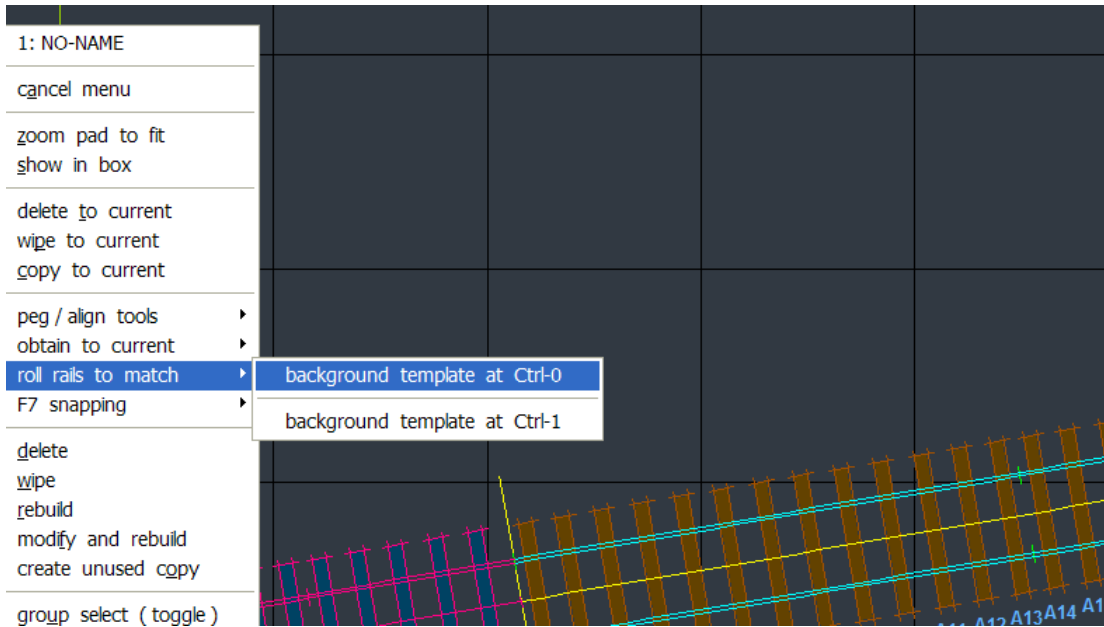 1: NO-NAME
cancel menu
zoom pad to fit
show in box
delete to current
wipe to current
copy to current
peg / align tools
obtain to current
roll rails to match
background template at Ctrl-0
F7 snapping
background template at Ctrl-1
delete
wipe
rebuild
modify and rebuild
create unused copy
group select ( toggle )
A12 A13 A14